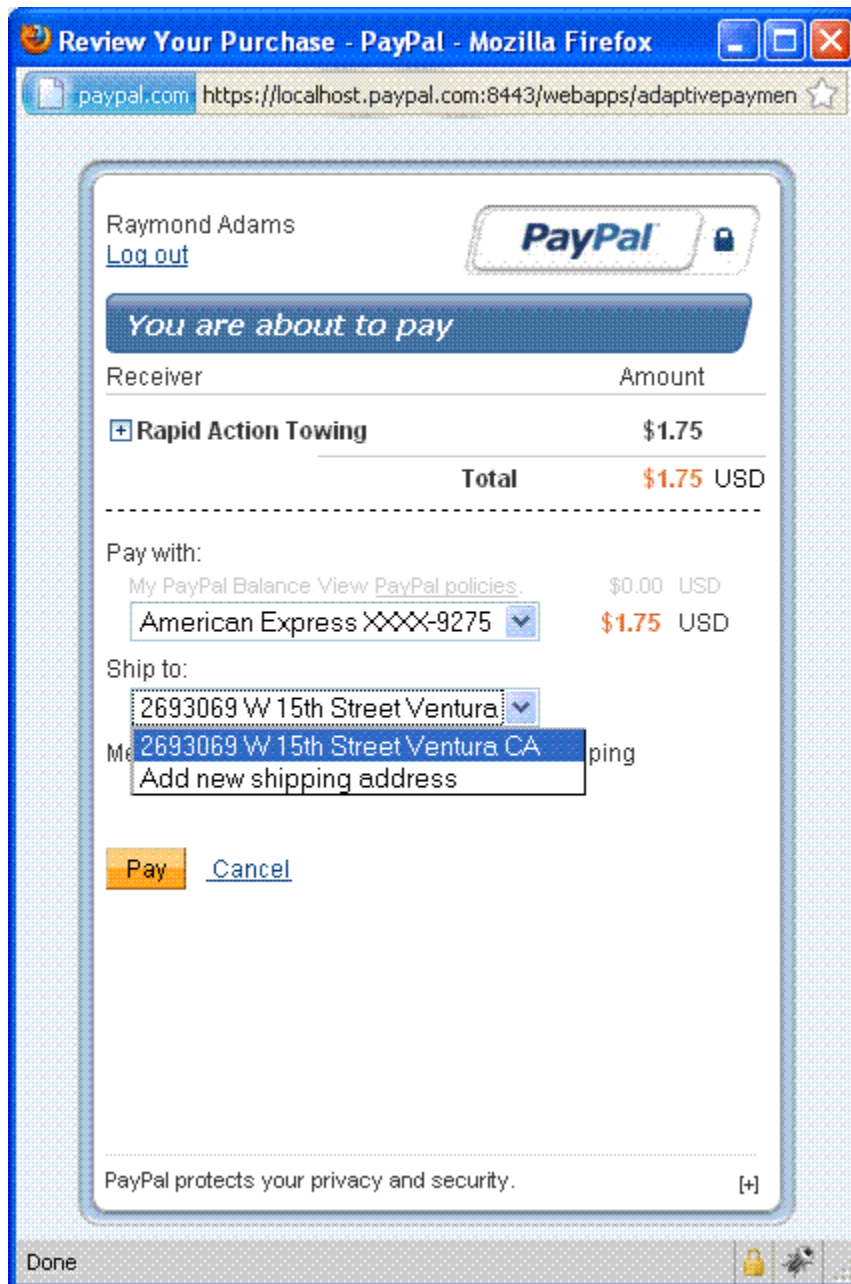 Review Your Purchase - PayPal - Mozilla Firefox
paypal.com https://localhost.paypal.com:8443/webapps/adaptivepaymen
Raymond Adams
PayPal
Log out
You are about to pay
Receiver Amount
Rapid Action Towing $1.75
Total $1.75 USD
Pay with:
My PayPal Balance View PayPal policies. $0.00 USD
American Express XXXX-9275 $1.75 USD
Ship to:
2693069 W 15th Street Ventura
2693069 W 15th Street Ventura CA
Add new shipping address
Pay Cancel
PayPal protects your privacy and security. [+]
Done